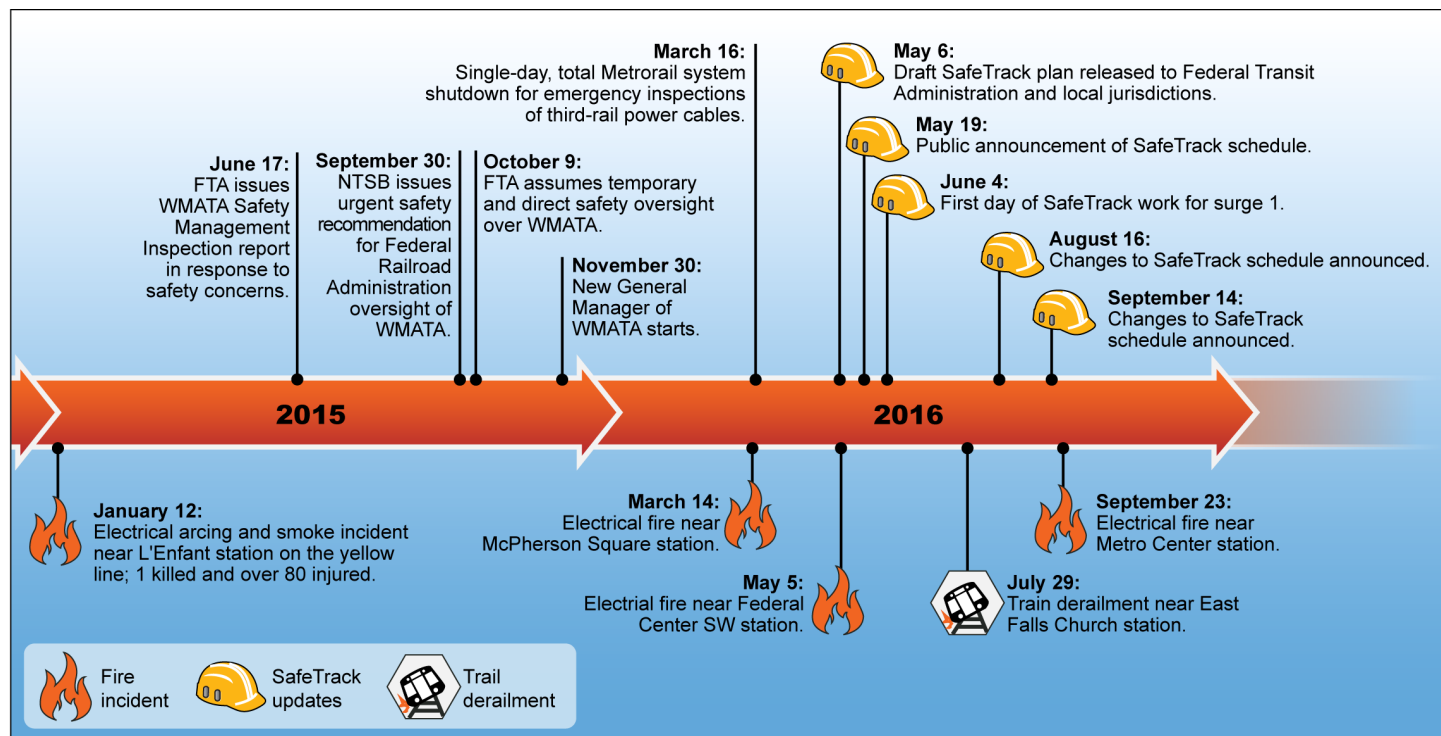 March 16:
Single-day, total Metrorail system
shutdown for emergency inspections
of third-rail power cables.
May 6:
Draft SafeTrack plan released to Federal Transit
Administration and local jurisdictions.
May 19:
Public announcement of SafeTrack schedule.
June 17:
FTA issues
WMATA Safety
Management
Inspection report
in response to
safety concerns.
September 30:
NTSB issues
urgent safety
recommendation
for Federal
Railroad
Administration
oversight of
WMATA.
October 9:
FTA assumes temporary
and direct safety oversight
over WMATA.
November 30:
New General
Manager of
WMATA starts.
June 4:
First day of SafeTrack work for surge 1.
August 16:
Changes to SafeTrack schedule announced.
September 14:
Changes to SafeTrack
schedule announced.
2015
2016
January 12:
Electrical arcing and smoke incident
near L'Enfant station on the yellow
line; 1 killed and over 80 injured.
March 14:
Electrical fire near
McPherson Square station.
May 5:
Electrial fire near Federal
Center SW station.
September 23:
Electrical fire near
Metro Center station.
July 29:
Train derailment near East
Falls Church station.
Fire
incident
SafeTrack
updates
Trail
derailment